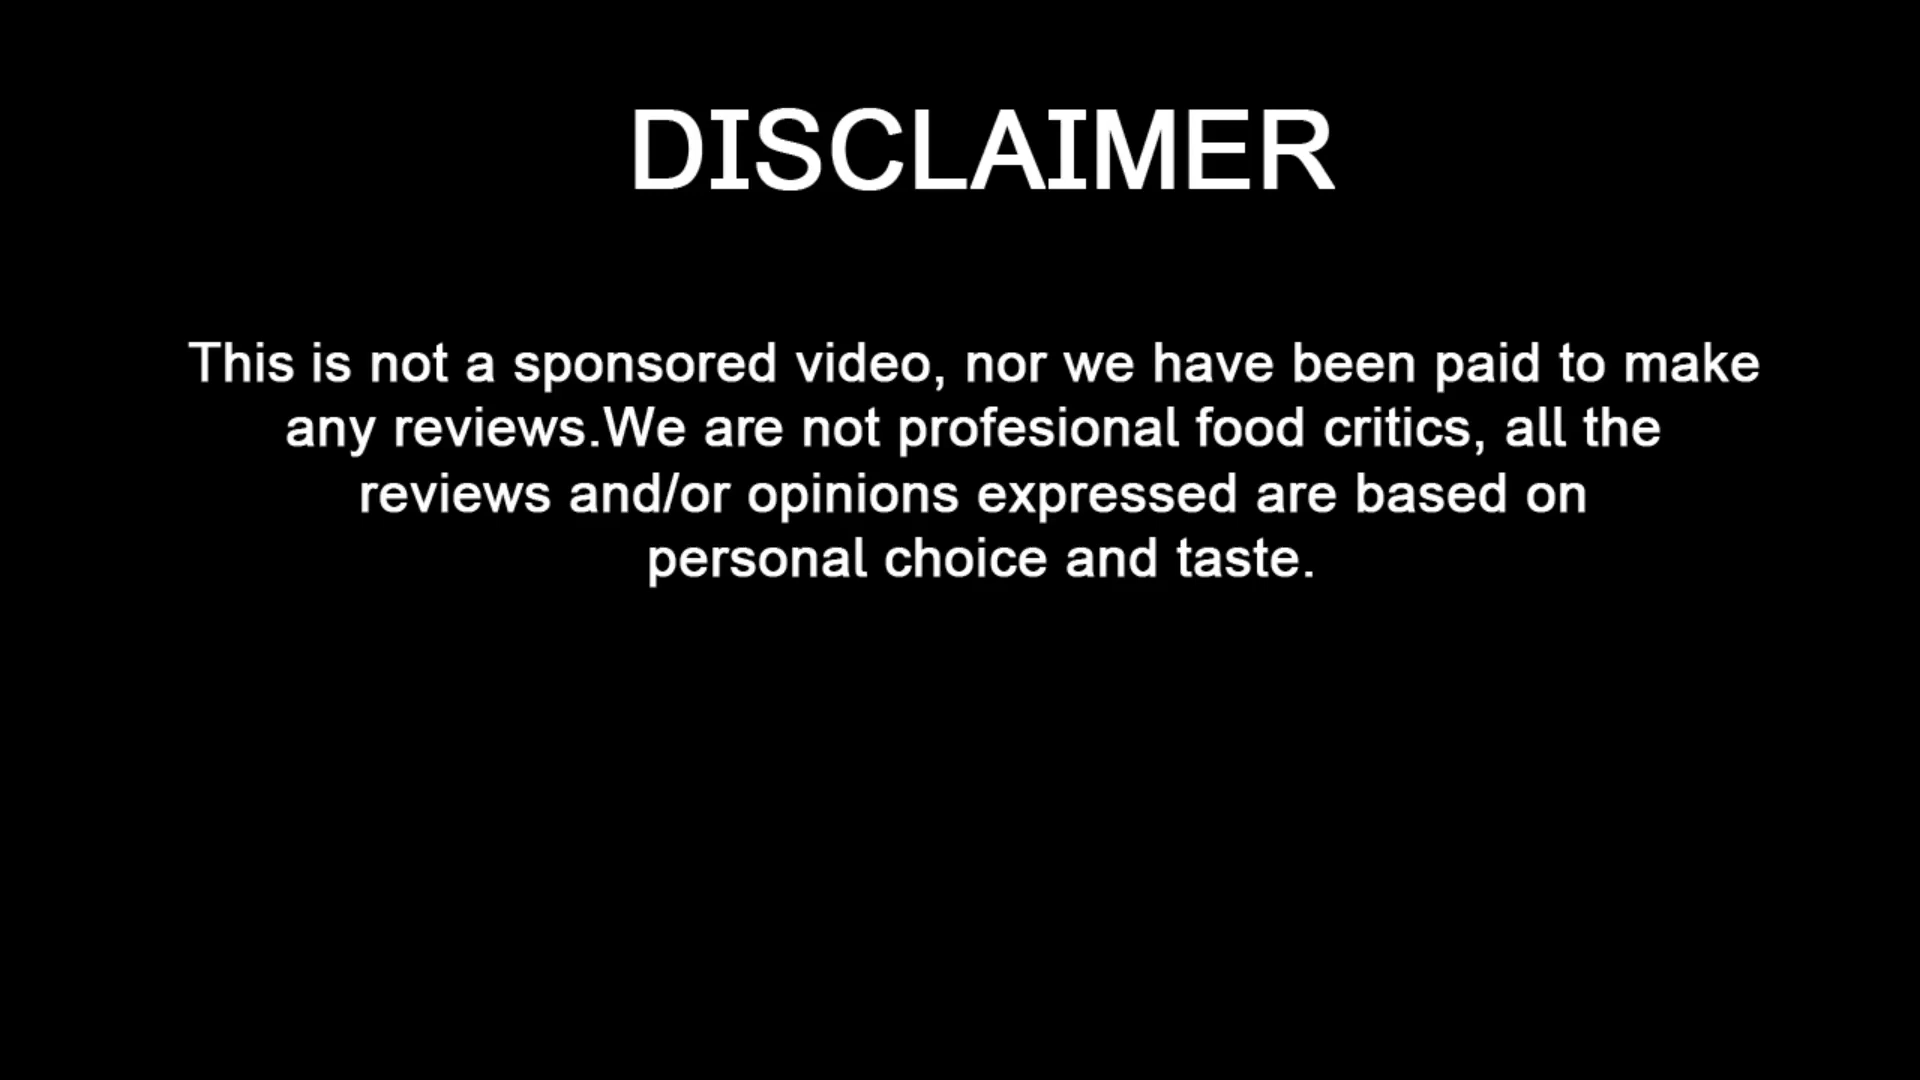 DISCLAIMER
This is not a sponsored video, nor we have been paid to make
any reviews.We are not profesional food critics, all the
reviews and/or opinions expressed are based on
personal choice and taste.